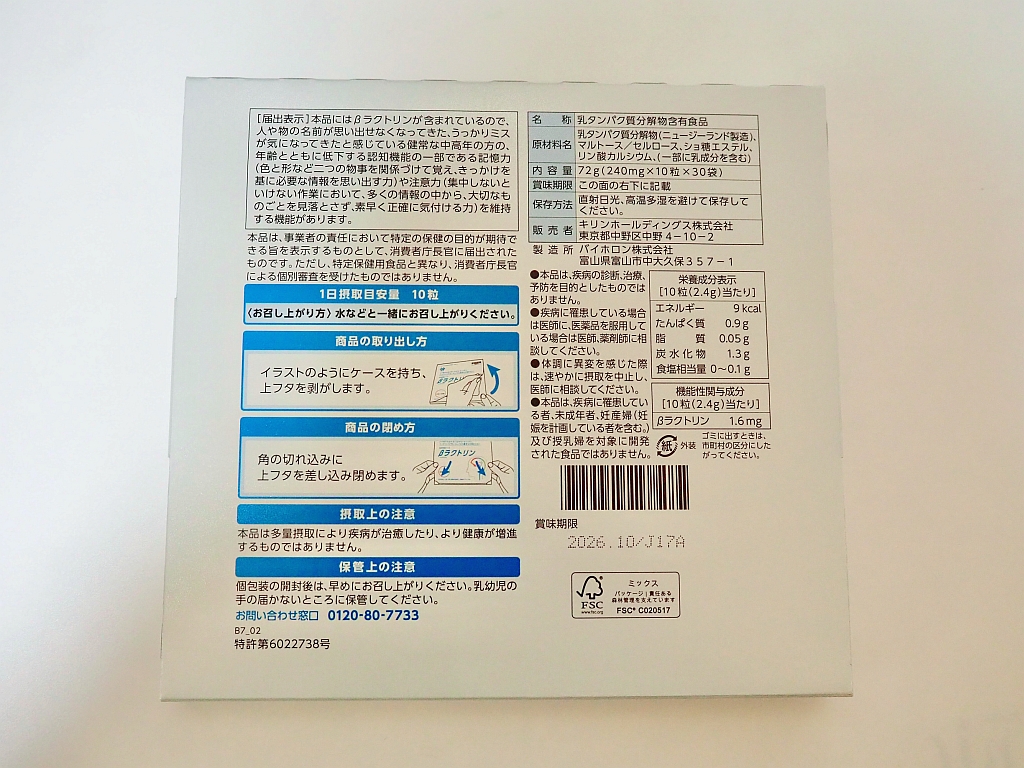 [届出表示]本品にはβラクトリンが含まれているので、
人や物の名前が思い出せなくなってきた、うっかりミス
が気になってきたと感じている健常な中高年の方の、
年齢とともに低下する認知機能の一部である記憶力
(色と形など二つの物事を関係づけて覚え、きっかけを
基に必要な情報を思い出す力)や注意力(集中しないと
いけない作業において、多くの情報の中から、大切なも
のごとを見落とさず、素早く正確に気付ける力)を維持
する機能があります。
本品は、事業者の責任において特定の保健の目的が期待で
きる旨を表示するものとして、消費者庁長官に届出された
ものです。ただし、特定保健用食品と異なり、消費者庁長官
による個別審査を受けたものではありません。
1日摂取目安量 10粒
〈お召し上がり方〉水などと一緒にお召し上がりください。
商品の取り出し方
イラストのようにケースを持ち、
上フタを剥がします。
βラクトリン
商品の閉め方
角の切れ込みに
上フタを差し込み閉めます。
βラクトリン
摂取上の注意
本品は多量摂取により疾病が治癒したり、より健康が増進
するものではありません。
保管上の注意
個包装の開封後は、早めにお召し上がりください。乳幼児の
手の届かないところに保管してください。
お問い合わせ窓口 0120-80-7733
B7_02
特許第6022738号
名称 乳タンパク質分解物含有食品
原材料名 乳タンパク質分解物(ニュージーランド製造)、
マルトース/セルロース、ショ糖エステル、
リン酸カルシウム、(一部に乳成分を含む)
内容量 72g(240mg×10粒×30袋)
賞味期限 この面の右下に記載
保存方法 直射日光、高温多湿を避けて保存して
ください。
販売者 キリンホールディングス株式会社
東京都中野区中野4-10-2
製造所 バイホロン株式会社
富山県富山市中大久保357-1
●本品は、疾病の診断、治療、
予防を目的としたものでは
ありません。
●疾病に罹患している場合
は医師に、医薬品を服用して
いる場合は医師、薬剤師に相
談してください。
●体調に異変を感じた際
は、速やかに摂取を中止し、
医師に相談してください。
●本品は、疾病に罹患してい
る者、未成年者、妊産婦(妊
娠を計画している者を含む。)
及び授乳婦を対象に開発
された食品ではありません。
栄養成分表示
[10粒(2.4g)当たり]
エネルギー 9kcal
たんぱく質 0.9g
脂質 0.05g
炭水化物 1.3g
食塩相当量 0~0.1g
機能性関与成分
[10粒(2.4g)当たり]
βラクトリン 1.6mg
紙 外装
ゴミに出すときは、
市町村の区分にした
がってください。
賞味期限
2026.10/J17A
FSC
www.fsc.org
ミックス
パッケージ|責任ある
森林管理を支えています
FSC® C020517